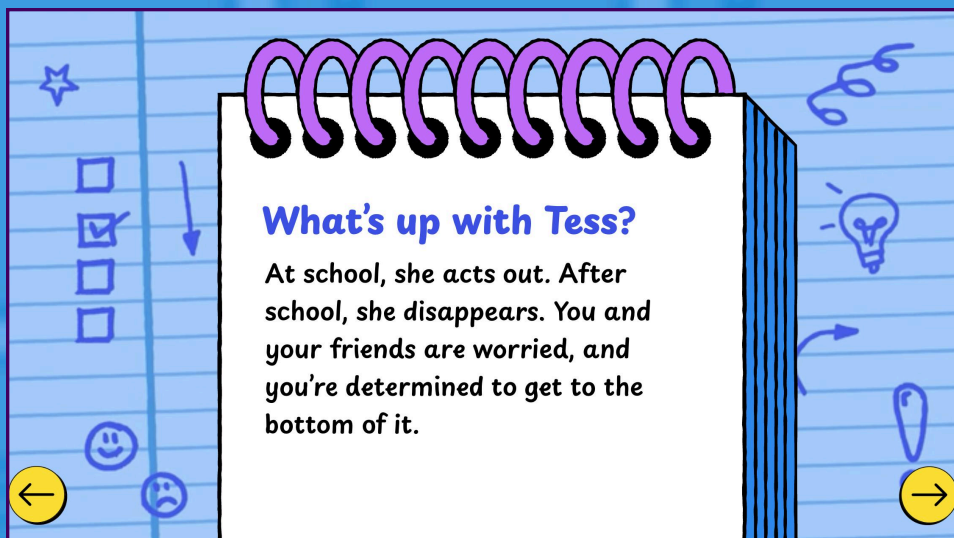 What's up with Tess?
At school, she acts out. After
school, she disappears. You and
your friends are worried, and
you're determined to get to the
bottom of it.